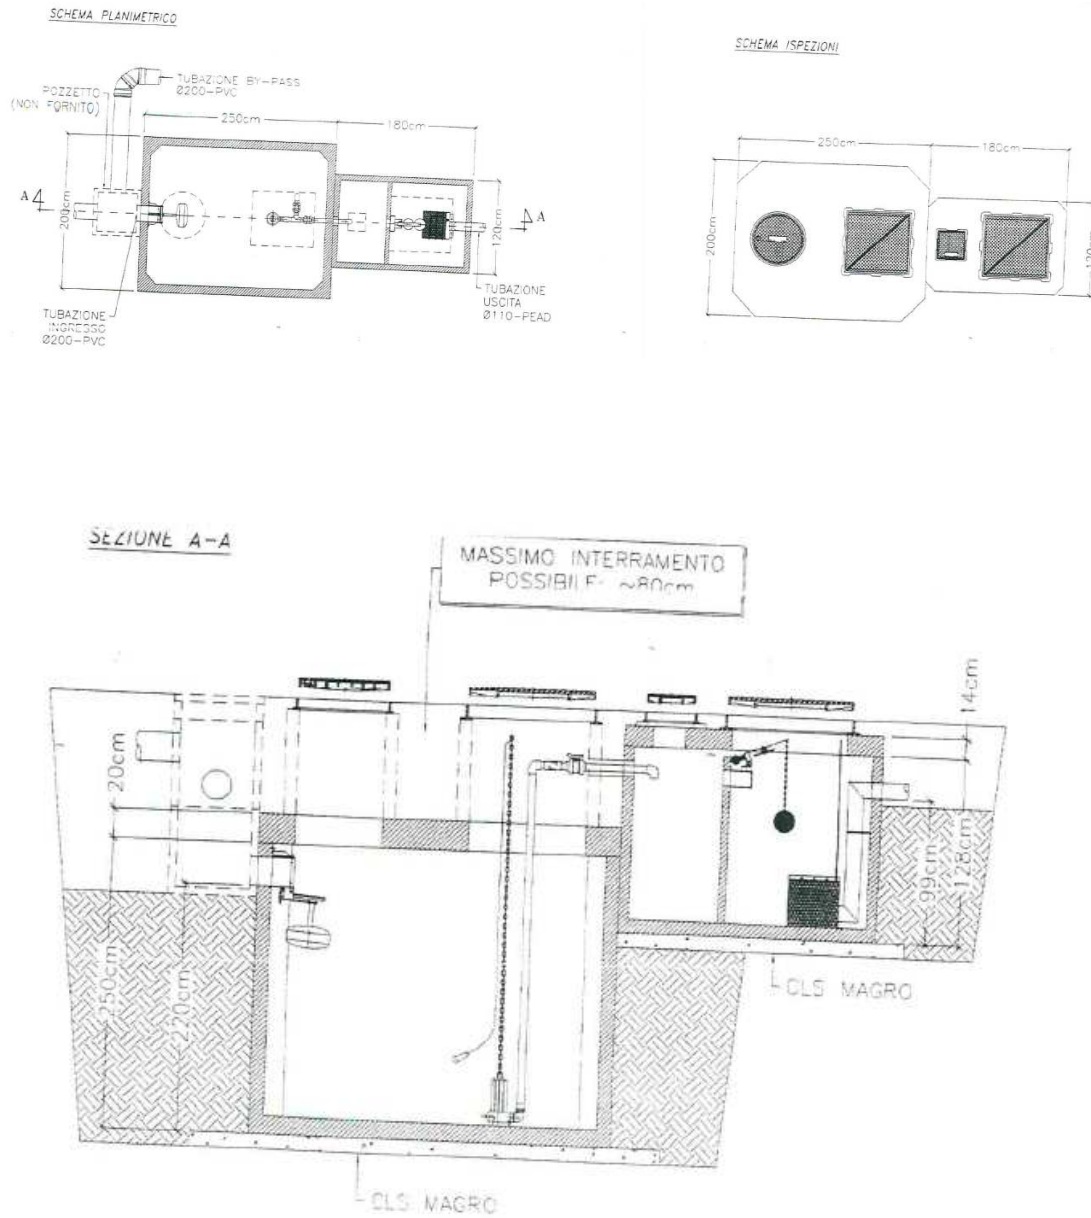 SCHEMA PLANIMETRICO
TUBAZIONE BY-PASS
Ø200-PVC
POZZETTO
(NON FORNITO)
250cm
180cm
A
A
200cm
120cm
TUBAZIONE
USCITA
Ø110-PEAD
TUBAZIONE
INGRESSO
Ø200-PVC
SCHEMA ISPEZIONI
250cm
180cm
200cm
SEZIONE A-A
MASSIMO INTERRAMENTO
POSSIBILE: ~80cm
14cm
20cm
99cm
128cm
250cm
220cm
CLS MAGRO
CLS MAGRO